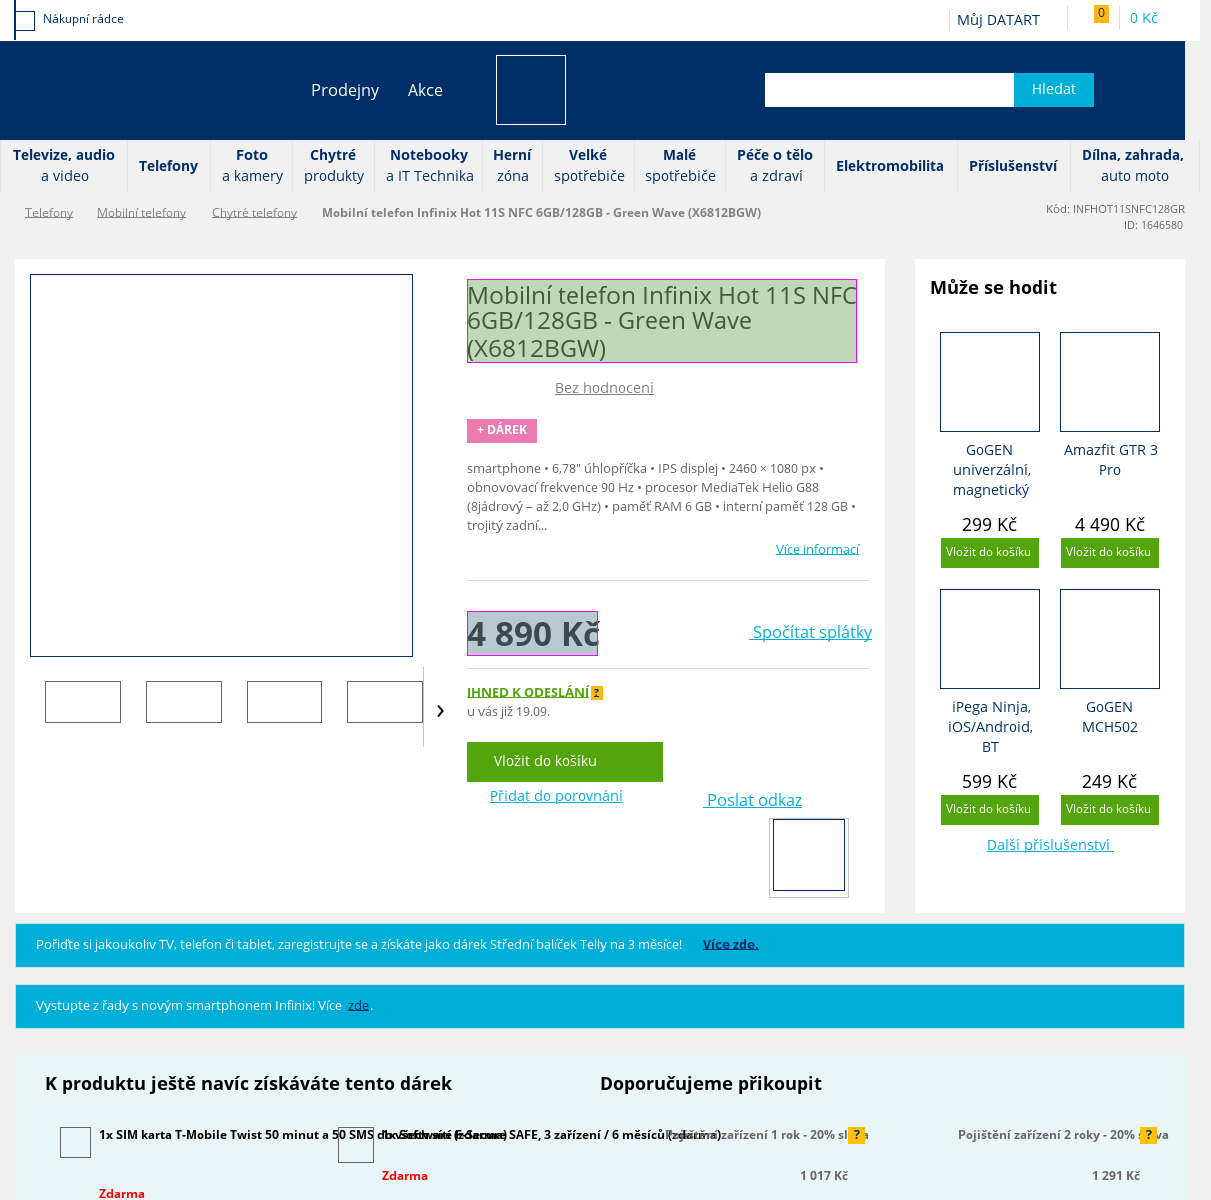 Nákupní rádce
Můj DATART
0
0 Kč
Prodejny
Akce
Hledat
Televize, audio
a video
Telefony
Foto
a kamery
Chytré
produkty
Notebooky
a IT Technika
Herní
zóna
Velké
spotřebiče
Malé
spotřebiče
Péče o tělo
a zdraví
Elektromobilita
Příslušenství
Dílna, zahrada,
auto moto
Telefony
Mobilní telefony
Chytré telefony
Mobilní telefon Infinix Hot 11S NFC 6GB/128GB - Green Wave (X6812BGW)
Kód: INFHOT11SNFC128GR
ID: 1646580
Mobilní telefon Infinix Hot 11S NFC
6GB/128GB - Green Wave
(X6812BGW)
Bez hodnocení
+ DÁREK
smartphone • 6,78" úhlopříčka • IPS displej • 2460 × 1080 px •
obnovovací frekvence 90 Hz • procesor MediaTek Helio G88
(8jádrový – až 2,0 GHz) • paměť RAM 6 GB • interní paměť 128 GB •
trojitý zadní...
Více informací
4 890 Kč
Spočítat splátky
IHNED K ODESLÁNÍ ?
u vás již 19.09.
Vložit do košíku
Přidat do porovnání
Poslat odkaz
Může se hodit
GoGEN
univerzální,
magnetický
299 Kč
Vložit do košíku
Amazfit GTR 3
Pro
4 490 Kč
Vložit do košíku
iPega Ninja,
iOS/Android,
BT
599 Kč
Vložit do košíku
GoGEN
MCH502
249 Kč
Vložit do košíku
Další příslušenství
Pořiďte si jakoukoliv TV, telefon či tablet, zaregistrujte se a získáte jako dárek Střední balíček Telly na 3 měsíce! Více zde.
Vystupte z řady s novým smartphonem Infinix! Více zde.
K produktu ještě navíc získáváte tento dárek
1x SIM karta T-Mobile Twist 50 minut a 50 SMS do všech sítí (zdarma)
Zdarma
1x Software F-Secure SAFE, 3 zařízení / 6 měsíců (zdarma)
Zdarma
Doporučujeme přikoupit
Pojištění zařízení 1 rok - 20% sleva
?
1 017 Kč
Pojištění zařízení 2 roky - 20% sleva
?
1 291 Kč